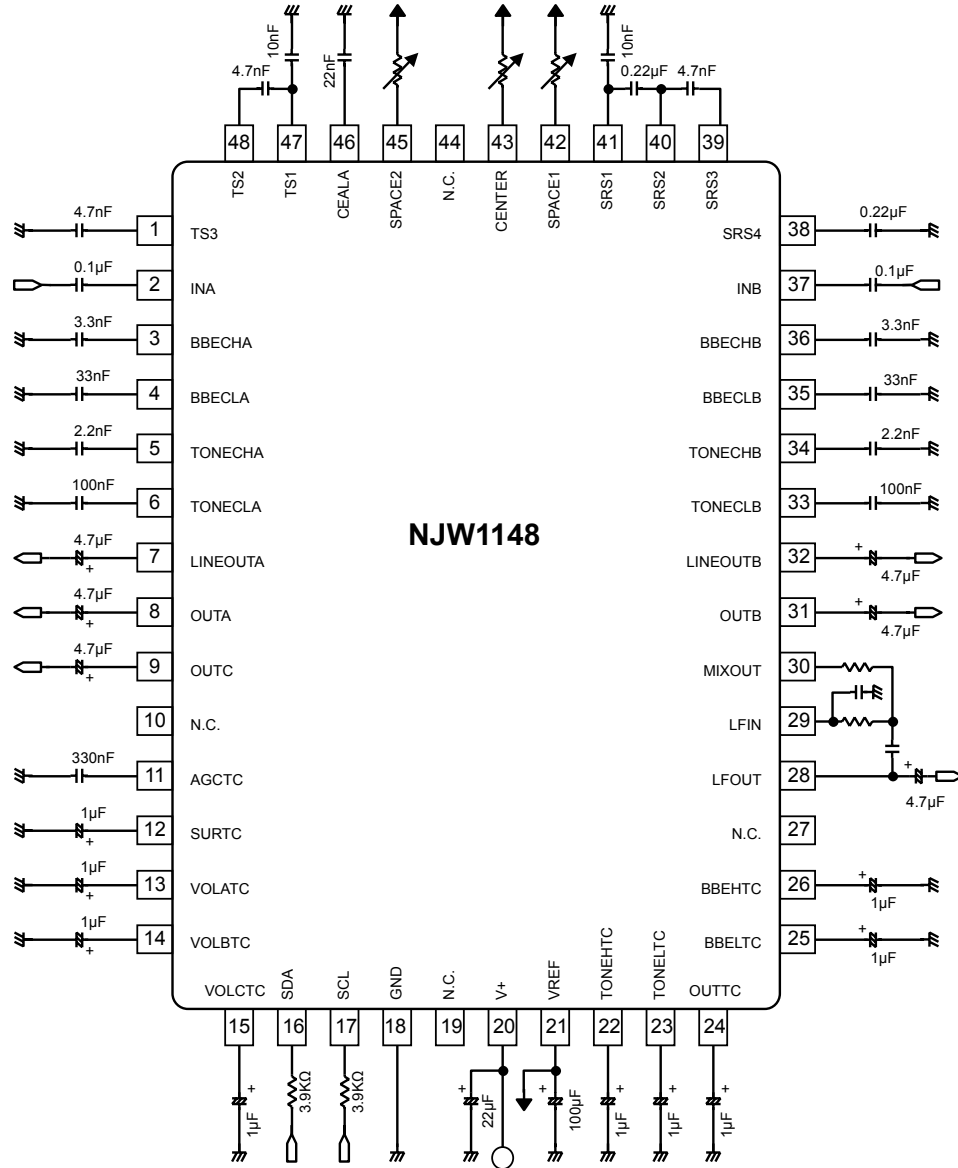 10nF
22nF
10nF
4.7nF
0.22µF
4.7nF
48
47
46
45
44
43
42
41
40
39
TS2
TS1
CEALA
SPACE2
N.C.
CENTER
SPACE1
SRS1
SRS2
SRS3
4.7nF
1
TS3
SRS4
38
0.22µF
0.1µF
2
INA
INB
37
0.1µF
3.3nF
3
BBECHA
BBECHB
36
3.3nF
33nF
4
BBECLA
BBECLB
35
33nF
2.2nF
5
TONECHA
TONECHB
34
2.2nF
100nF
6
TONECLA
TONECLB
33
100nF
NJW1148
4.7µF
+
7
LINEOUTA
LINEOUTB
32
+
4.7µF
4.7µF
+
8
OUTA
OUTB
31
+
4.7µF
4.7µF
+
9
OUTC
MIXOUT
30
10
N.C.
LFIN
29
330nF
11
AGCTC
LFOUT
28
+
4.7µF
1µF
+
12
SURTC
N.C.
27
1µF
+
13
VOLATC
BBEHTC
26
+
1µF
1µF
+
14
VOLBTC
BBELTC
25
+
1µF
VOLCTC
SDA
SCL
GND
N.C.
V+
VREF
TONEHTC
TONELTC
OUTTC
15
16
17
18
19
20
21
22
23
24
+
1µF
3.9KΩ
3.9KΩ
+
22µF
+
100µF
+
1µF
+
1µF
+
1µF